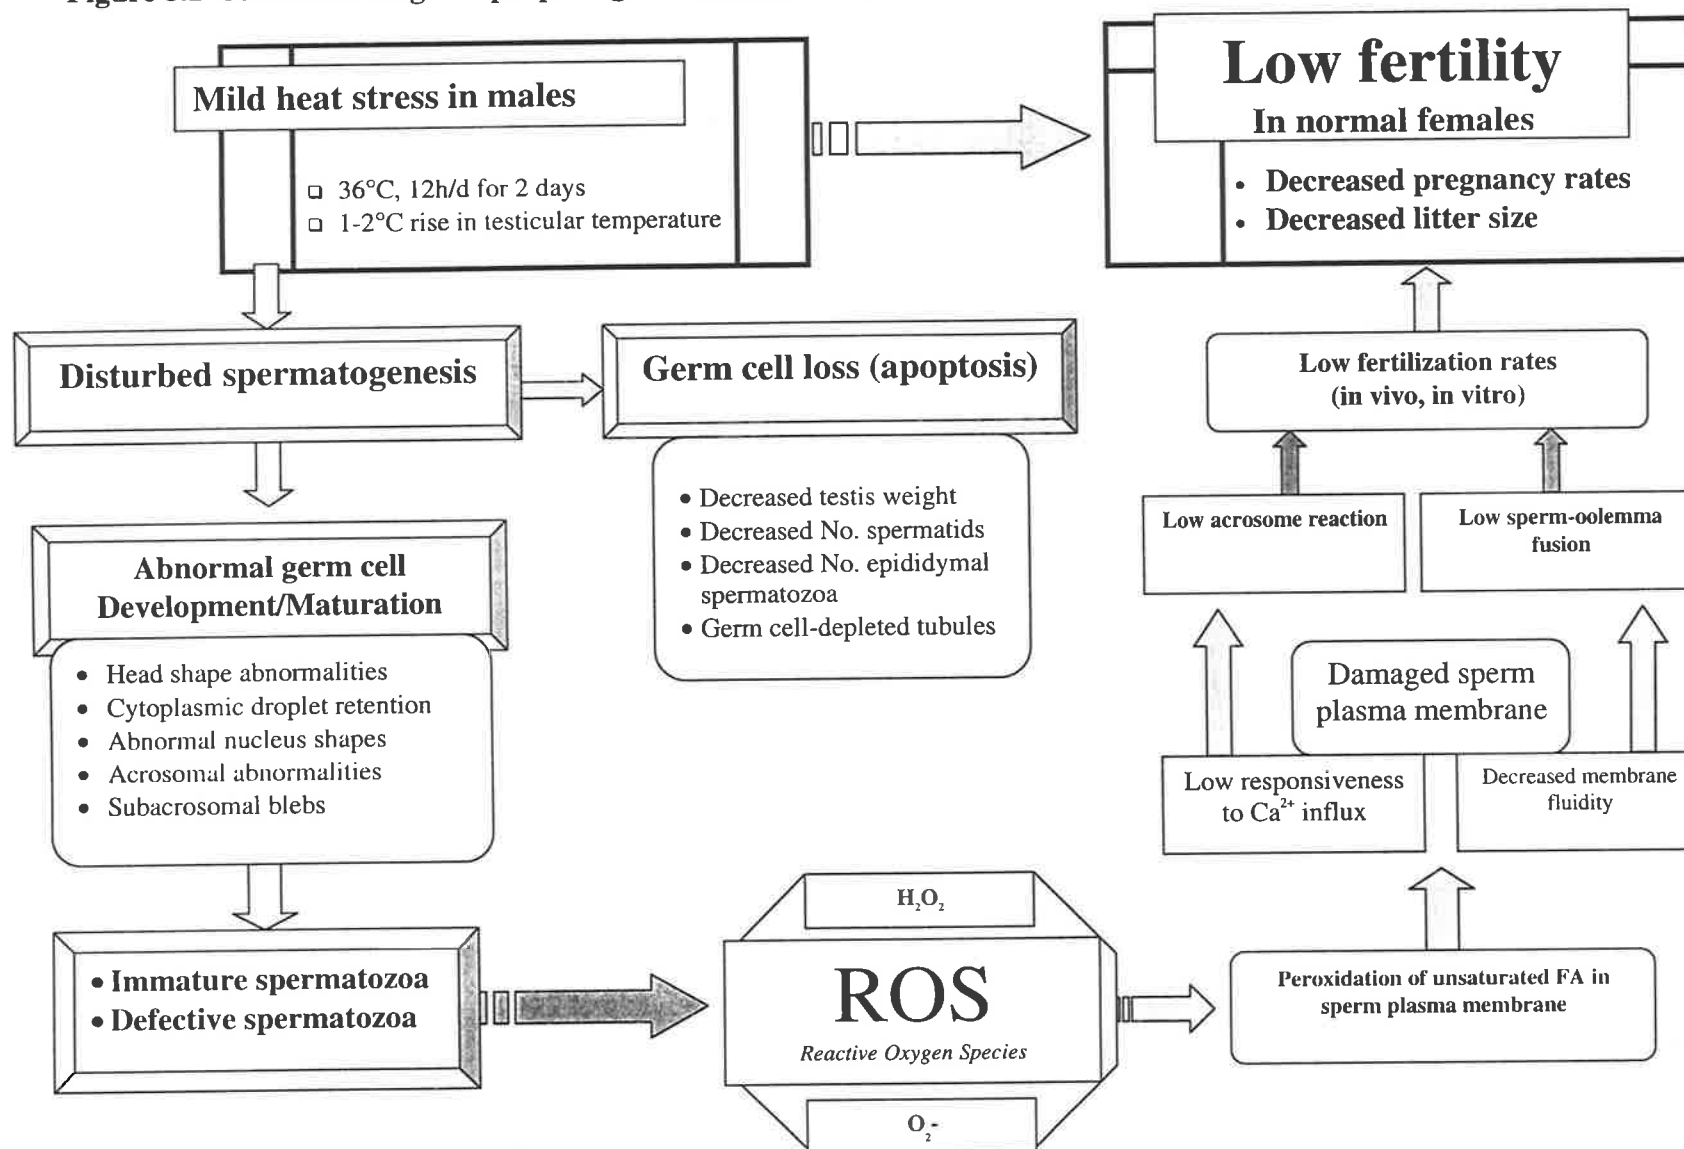 Mild heat stress in males
□ 36°C, 12h/d for 2 days
□ 1-2°C rise in testicular temperature
Low fertility
In normal females
• Decreased pregnancy rates
• Decreased litter size
Disturbed spermatogenesis
Germ cell loss (apoptosis)
• Decreased testis weight
• Decreased No. spermatids
• Decreased No. epididymal
spermatozoa
• Germ cell-depleted tubules
Abnormal germ cell
Development/Maturation
• Head shape abnormalities
• Cytoplasmic droplet retention
• Abnormal nucleus shapes
• Acrosomal abnormalities
• Subacrosomal blebs
• Immature spermatozoa
• Defective spermatozoa
H₂O₂
ROS
Reactive Oxygen Species
O₂-
Peroxidation of unsaturated FA in
sperm plasma membrane
Damaged sperm
plasma membrane
Low responsiveness
to Ca²⁺ influx
Decreased membrane
fluidity
Low acrosome reaction
Low sperm-oolemma
fusion
Low fertilization rates
(in vivo, in vitro)